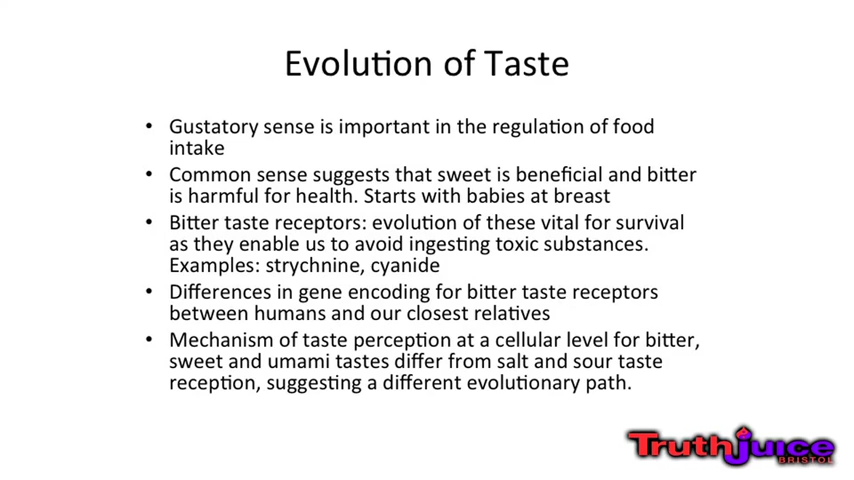 Evolution of Taste
• Gustatory sense is important in the regulation of food
intake
• Common sense suggests that sweet is beneficial and bitter
is harmful for health. Starts with babies at breast
• Bitter taste receptors: evolution of these vital for survival
as they enable us to avoid ingesting toxic substances.
Examples: strychnine, cyanide
• Differences in gene encoding for bitter taste receptors
between humans and our closest relatives
• Mechanism of taste perception at a cellular level for bitter,
sweet and umami tastes differ from salt and sour taste
reception, suggesting a different evolutionary path.
Truthjuice
BRISTOL